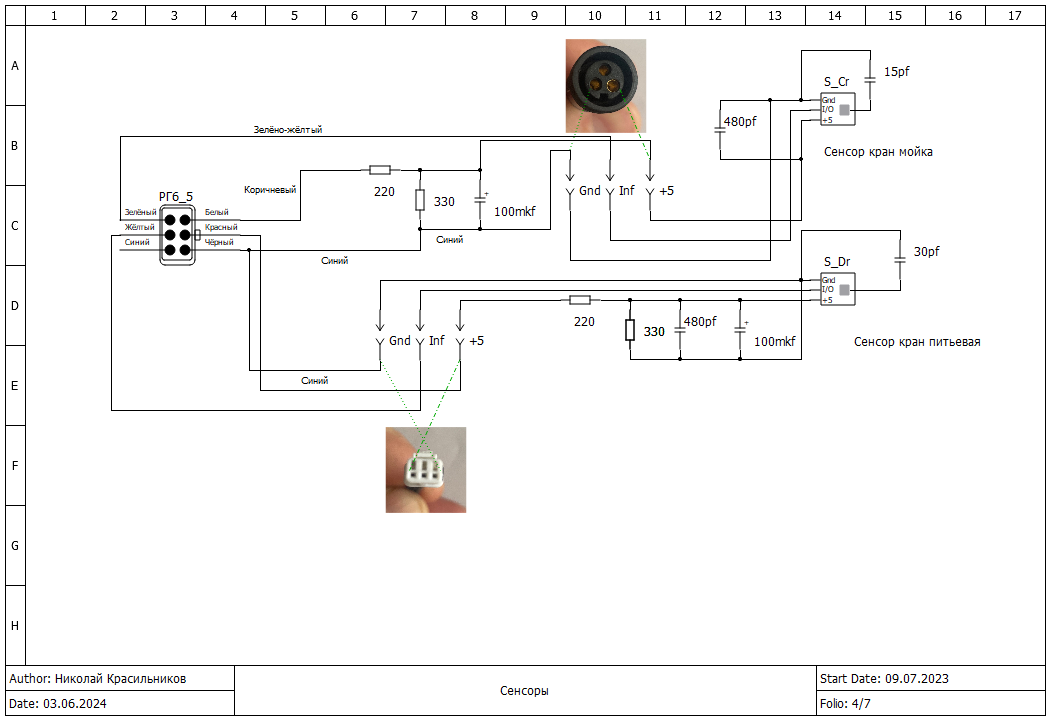 1 2 3 4 5 6 7 8 9 10 11 12 13 14 15 16 17
A
B
C
D
E
F
G
H
S_Cr
15pf
Gnd
I/O
+5
480pf
Сенсор кран мойка
Зелёно-жёлтый
Коричневый
220
330
+
100mkf
Gnd Inf +5
Синий
Синий
РГ6_5
Зелёный Белый
Жёлтый Красный
Синий Чёрный
S_Dr
30pf
Gnd
I/O
+5
220
330
480pf
+
100mkf
Сенсор кран питьевая
Gnd Inf +5
Синий
Author: Николай Красильников
Date: 03.06.2024
Сенсоры
Start Date: 09.07.2023
Folio: 4/7